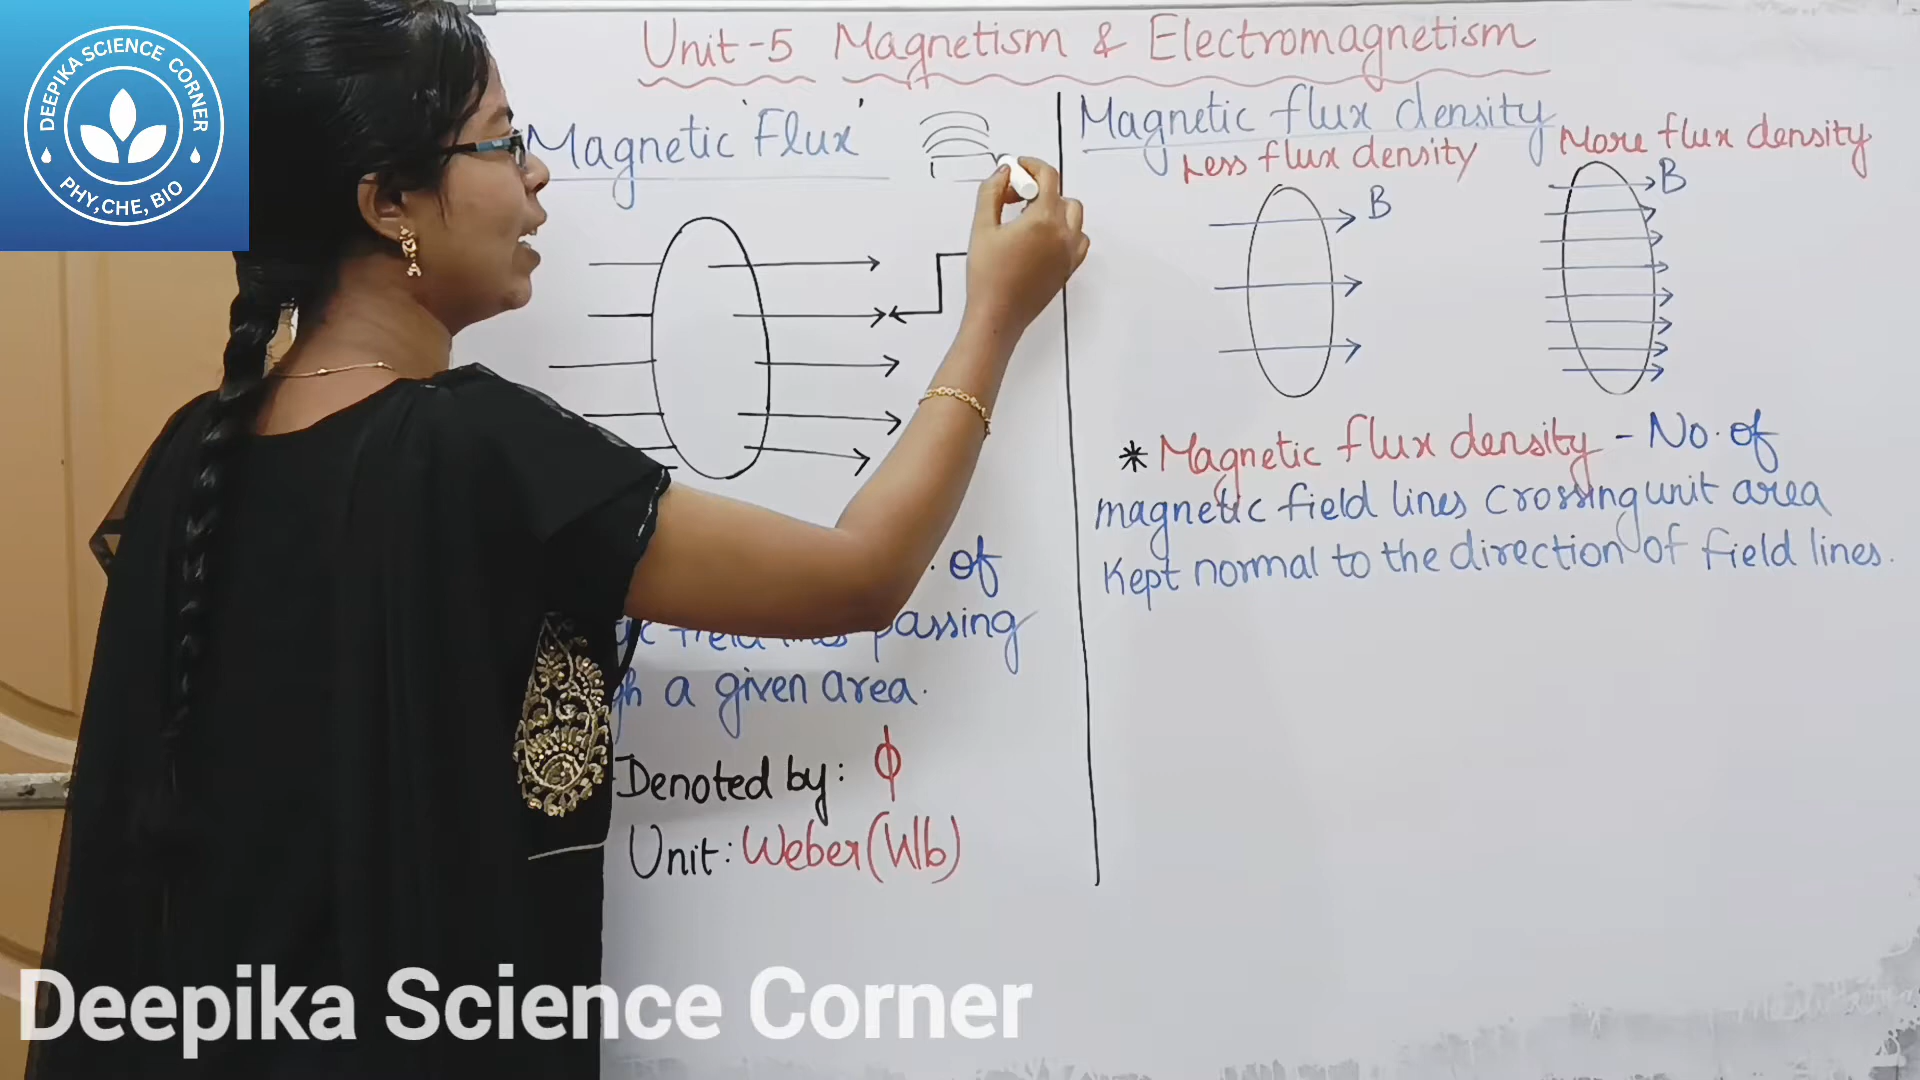 DEEPIKA SCIENCE CORNER
PHY,CHE, BIO
Unit-5 Magnetism & Electromagnetism
Magnetic 'Flux'
of
field lines passing
a given area.
Denoted by: ϕ
Unit: Weber (Wb)
Magnetic flux density
Less flux density
More flux density
B
B
* Magnetic flux density - No. of
magnetic field lines crossing unit area
Kept normal to the direction of field lines.
Deepika Science Corner